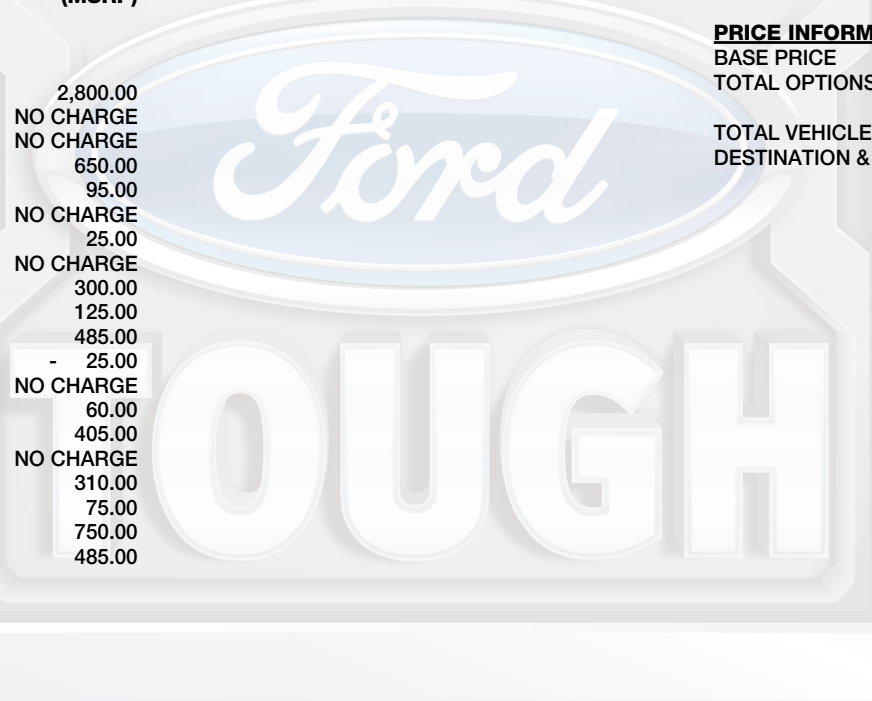 (MSRP)
2,800.00
NO CHARGE
NO CHARGE
650.00
95.00
NO CHARGE
25.00
NO CHARGE
300.00
125.00
485.00
- 25.00
NO CHARGE
60.00
405.00
NO CHARGE
310.00
75.00
750.00
485.00
PRICE INFORM
BASE PRICE
TOTAL OPTIONS
TOTAL VEHICLE
DESTINATION &
Ford
TOUGH